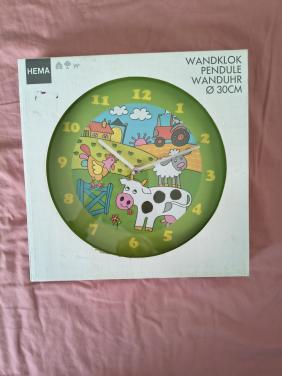 HEMA
WANDKLOK
PENDULE
WANDUHR
Ø 30CM
12
11
1
10
2
9
3
8
4
7
5
6